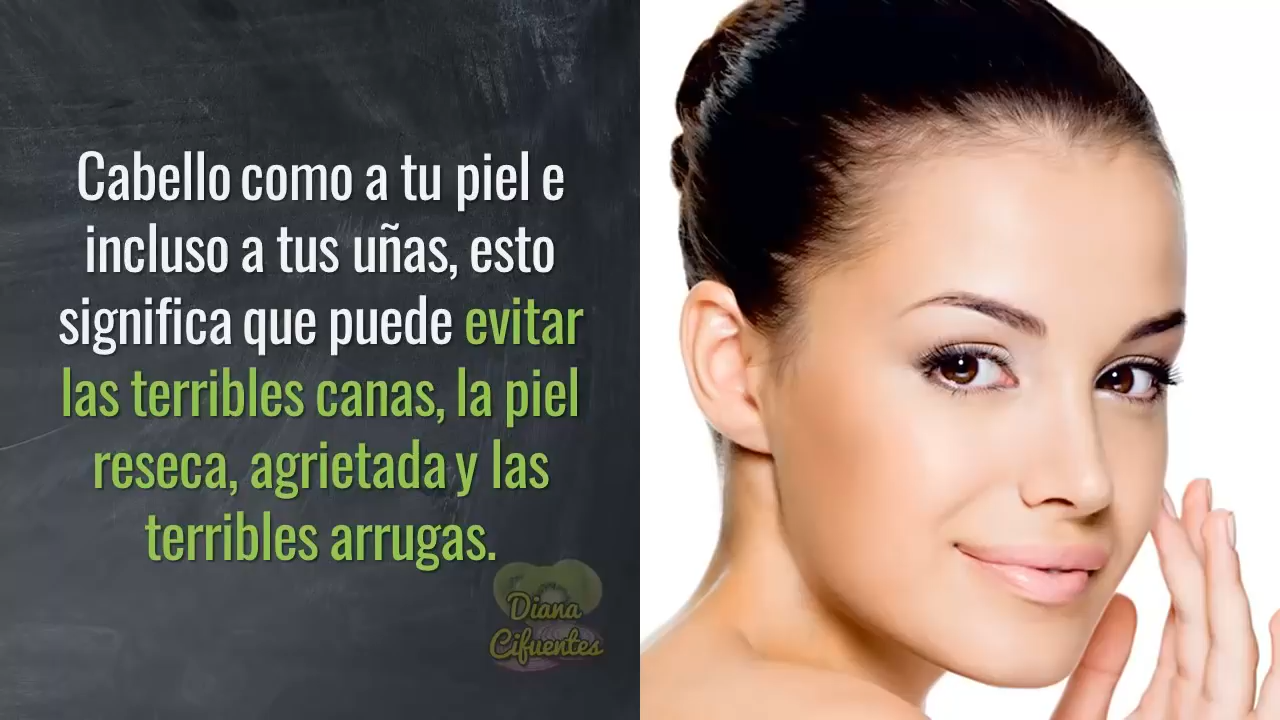 Cabello como a tu piel e
incluso a tus uñas, esto
significa que puede evitar
las terribles canas, la piel
reseca, agrietada y las
terribles arrugas.
Diana
Cifuentes